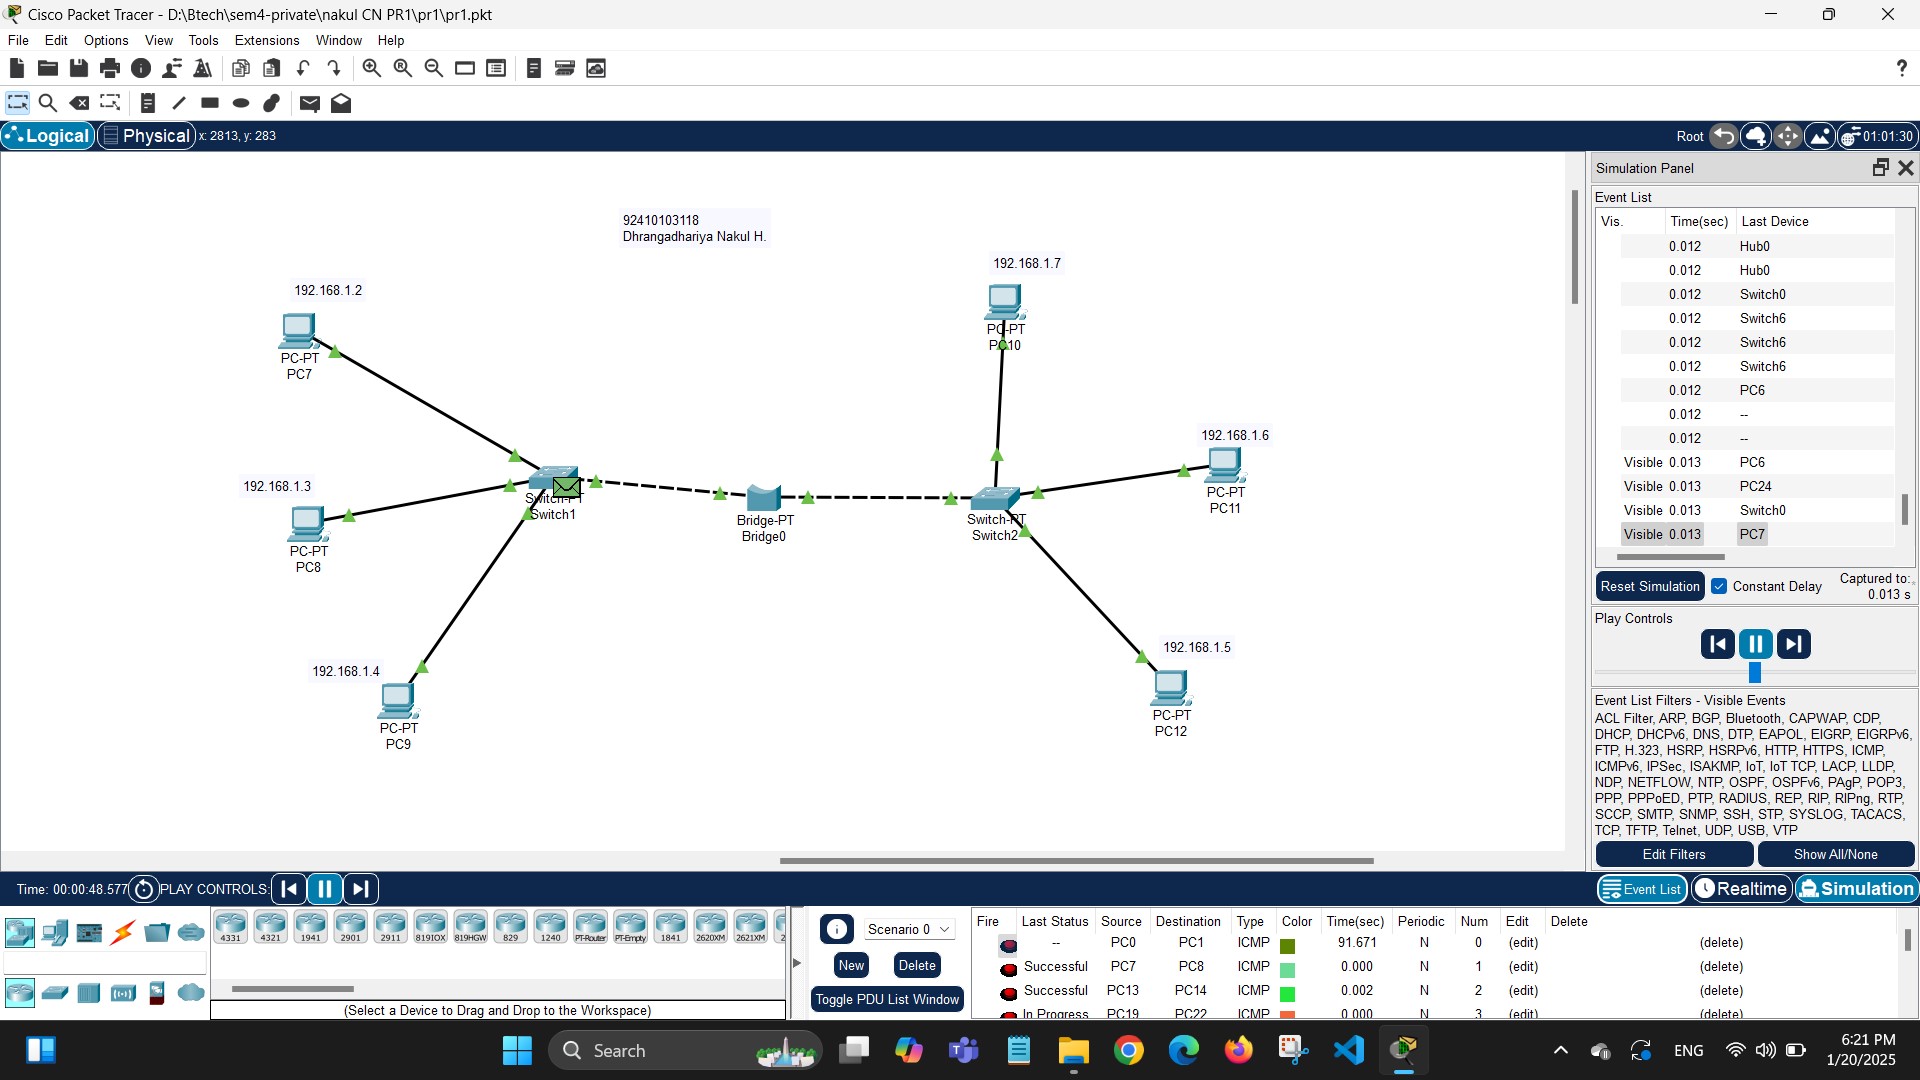 Cisco Packet Tracer - D:\Btech\sem4-private\nakul CN PR1\pr1\pr1.pkt
File Edit Options View Tools Extensions Window Help
?
Logical Physical x: 2813, y: 283
Root 01:01:30
92410103118
Dhrangadhariya Nakul H.
192.168.1.2
PC-PT
PC7
192.168.1.3
PC-PT
PC8
192.168.1.4
PC-PT
PC9
Switch-PT
Switch1
Bridge-PT
Bridge0
Switch-PT
Switch2
192.168.1.7
PC-PT
PC10
192.168.1.6
PC-PT
PC11
192.168.1.5
PC-PT
PC12
Simulation Panel
Event List
Vis. Time(sec) Last Device
0.012 Hub0
0.012 Hub0
0.012 Switch0
0.012 Switch6
0.012 Switch6
0.012 Switch6
0.012 PC6
0.012 --
0.012 --
Visible 0.013 PC6
Visible 0.013 PC24
Visible 0.013 Switch0
Visible 0.013 PC7
Reset Simulation Constant Delay Captured to:
0.013 s
Play Controls
Event List Filters - Visible Events
ACL Filter, ARP, BGP, Bluetooth, CAPWAP, CDP,
DHCP, DHCPv6, DNS, DTP, EAPOL, EIGRP, EIGRPv6,
FTP, H.323, HSRP, HSRPv6, HTTP, HTTPS, ICMP,
ICMPv6, IPSec, ISAKMP, IoT, IoT TCP, LACP, LLDP,
NDP, NETFLOW, NTP, OSPF, OSPFv6, PAgP, POP3,
PPP, PPPoED, PTP, RADIUS, REP, RIP, RIPng, RTP,
SCCP, SMTP, SNMP, SSH, STP, SYSLOG, TACACS,
TCP, TFTP, Telnet, UDP, USB, VTP
Edit Filters Show All/None
Time: 00:00:48.577 PLAY CONTROLS:
Event List Realtime Simulation
4331 4321 1941 2901 2911 819IOX 819HGW 829 1240 PT-Router PT-Empty 1841 2620XM 2621XM 2
(Select a Device to Drag and Drop to the Workspace)
Scenario 0
New Delete
Toggle PDU List Window
Fire Last Status Source Destination Type Color Time(sec) Periodic Num Edit Delete
-- PC0 PC1 ICMP 91.671 N 0 (edit) (delete)
Successful PC7 PC8 ICMP 0.000 N 1 (edit) (delete)
Successful PC13 PC14 ICMP 0.002 N 2 (edit) (delete)
In Progress PC19 PC22 ICMP 0.000 N 3 (edit) (delete)
Search
ENG
6:21 PM
1/20/2025